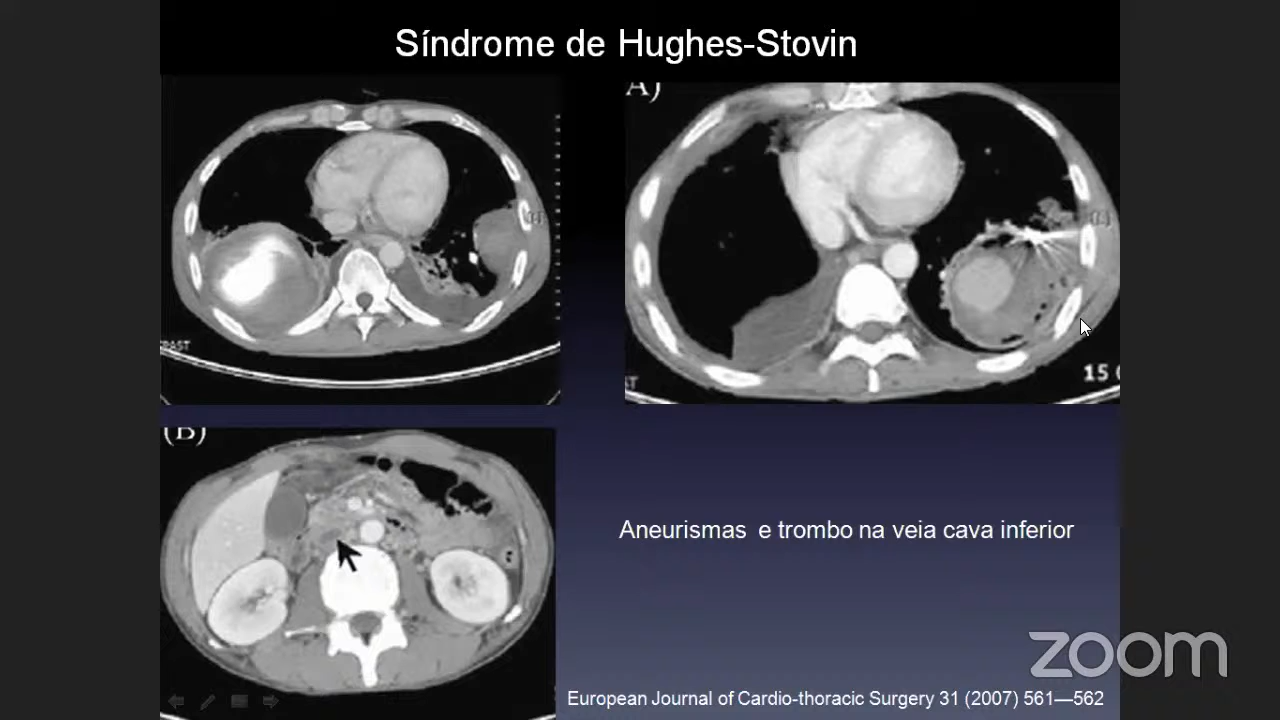 Síndrome de Hughes-Stovin
A)
15
(B)
Aneurismas e trombo na veia cava inferior
zoom
European Journal of Cardio-thoracic Surgery 31 (2007) 561—562